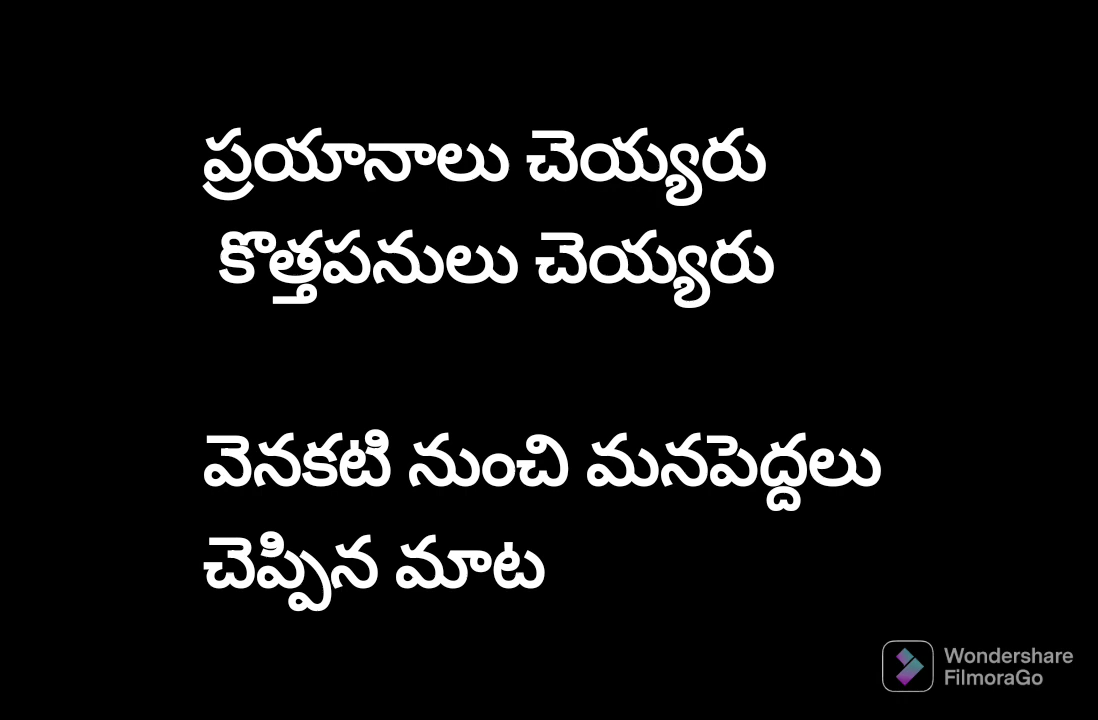 ప్రయానాలు చెయ్యరు
కొత్తపనులు చెయ్యరు
వెనకటి నుంచి మనపెద్దలు
చెప్పిన మాట
Wondershare
FilmoraGo